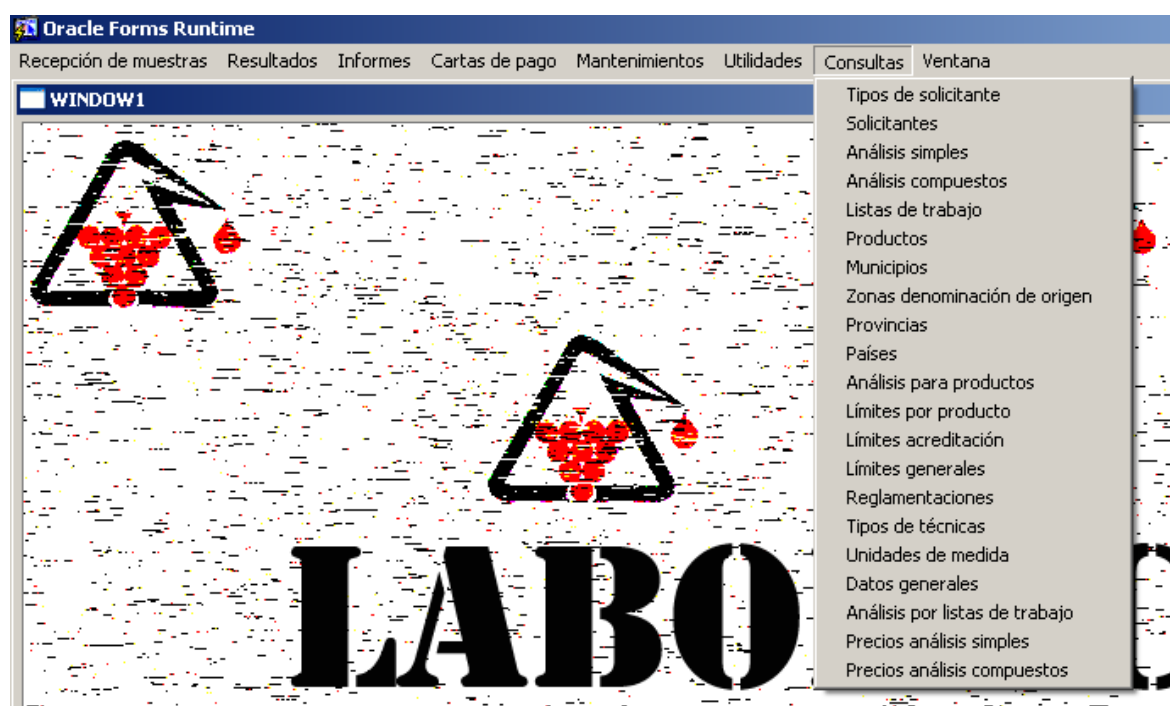 Oracle Forms Runtime
Recepción de muestras Resultados Informes Cartas de pago Mantenimientos Utilidades Consultas Ventana
WINDOW1
Tipos de solicitante
Solicitantes
Análisis simples
Análisis compuestos
Listas de trabajo
Productos
Municipios
Zonas denominación de origen
Provincias
Países
Análisis para productos
Límites por producto
Límites acreditación
Límites generales
Reglamentaciones
Tipos de técnicas
Unidades de medida
Datos generales
Análisis por listas de trabajo
Precios análisis simples
Precios análisis compuestos
LABO